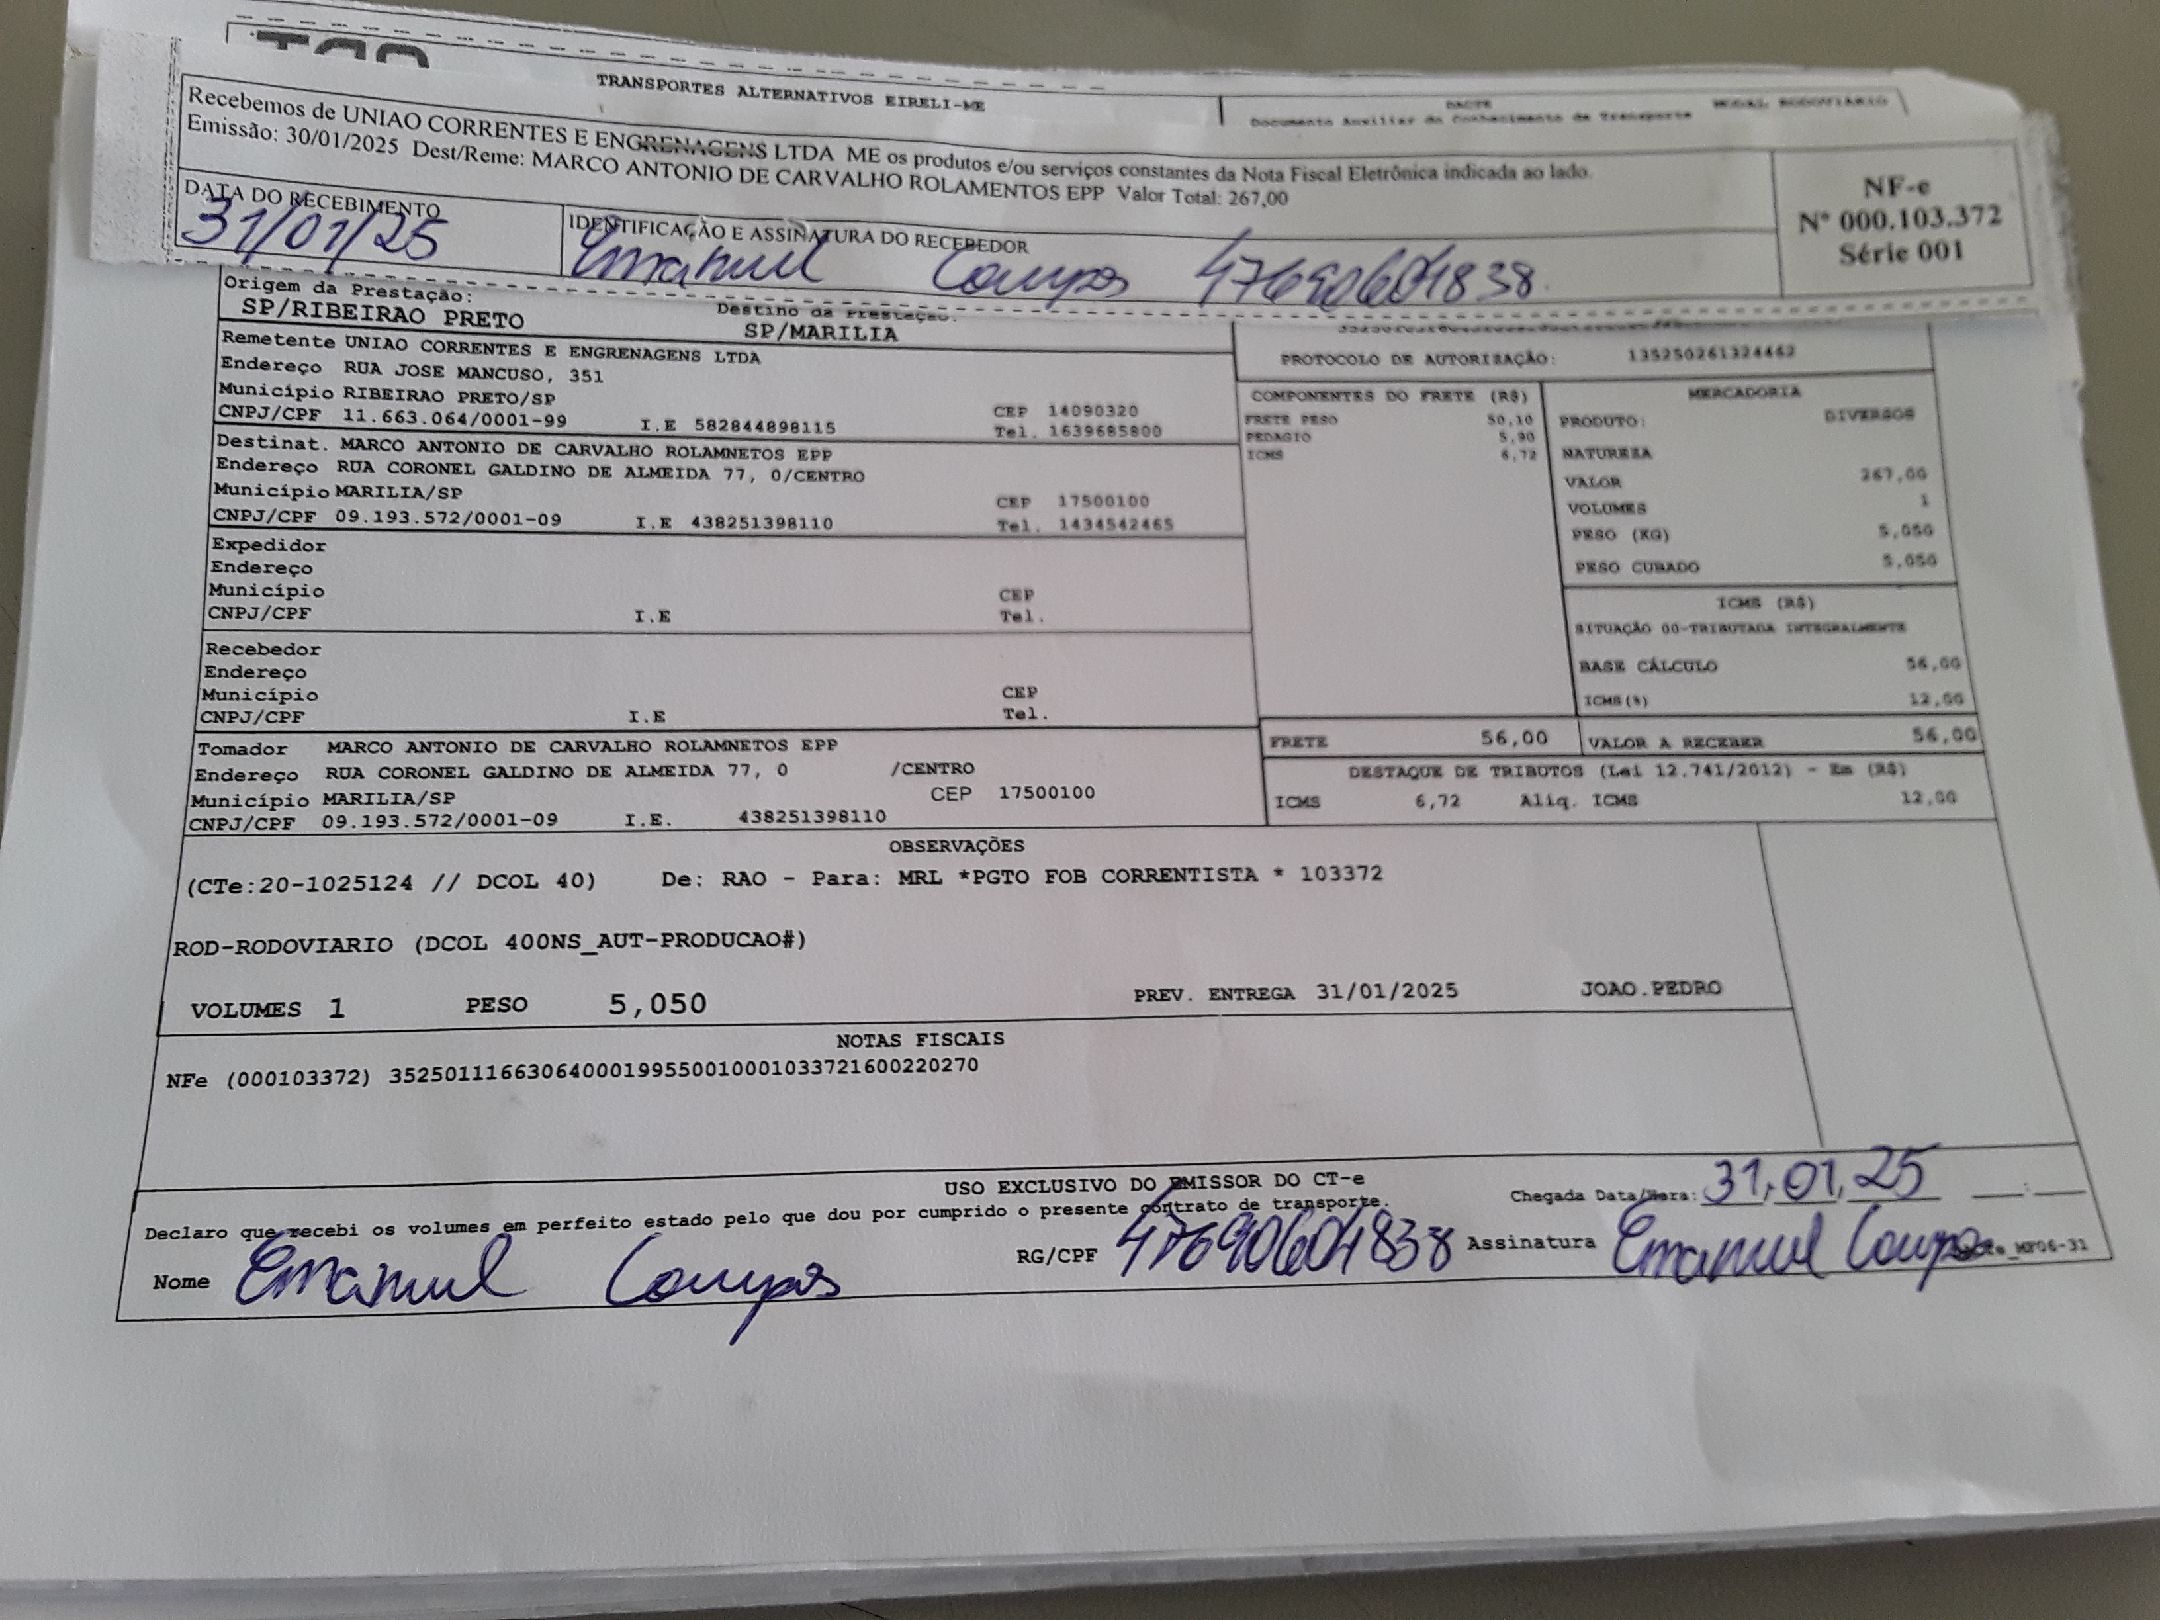 TRANSPORTES ALTERNATIVOS EIRELI-ME
DACTE MODAL RODOVIÁRIO
Documento Auxiliar do Conhecimento de Transporte
Recebemos de UNIAO CORRENTES E ENGRENAGENS LTDA ME os produtos e/ou serviços constantes da Nota Fiscal Eletrônica indicada ao lado.
Emissão: 30/01/2025 Dest/Reme: MARCO ANTONIO DE CARVALHO ROLAMENTOS EPP Valor Total: 267,00
NF-e
Nº 000.103.372
Série 001
DATA DO RECEBIMENTO
31/01/25
IDENTIFICAÇÃO E ASSINATURA DO RECEBEDOR
Emanuel Campos 47690604838
Origem da Prestação:
SP/RIBEIRAO PRETO
Destino da Prestação:
SP/MARILIA
Remetente UNIAO CORRENTES E ENGRENAGENS LTDA
Endereço RUA JOSE MANCUSO, 351
Município RIBEIRAO PRETO/SP CEP 14090320
CNPJ/CPF 11.663.064/0001-99 I.E 582844898115 Tel. 1639685800
Destinat. MARCO ANTONIO DE CARVALHO ROLAMNETOS EPP
Endereço RUA CORONEL GALDINO DE ALMEIDA 77, 0/CENTRO
Município MARILIA/SP CEP 17500100
CNPJ/CPF 09.193.572/0001-09 I.E 438251398110 Tel. 1434542465
Expedidor
Endereço
Município CEP
CNPJ/CPF I.E Tel.
Recebedor
Endereço
Município CEP
CNPJ/CPF I.E Tel.
Tomador MARCO ANTONIO DE CARVALHO ROLAMNETOS EPP
Endereço RUA CORONEL GALDINO DE ALMEIDA 77, 0 /CENTRO
Município MARILIA/SP CEP 17500100
CNPJ/CPF 09.193.572/0001-09 I.E. 438251398110
PROTOCOLO DE AUTORIZAÇÃO: 135250261324462
COMPONENTES DO FRETE (R$)
FRETE PESO 50,10
PEDAGIO 5,90
ICMS 6,72
MERCADORIA
PRODUTO: DIVERSOS
NATUREZA
VALOR 267,00
VOLUMES 1
PESO (KG) 5,050
PESO CUBADO 5,050
ICMS (R$)
SITUAÇÃO 00-TRIBUTADA INTEGRALMENTE
BASE CÁLCULO 56,00
ICMS(%) 12,00
FRETE 56,00 VALOR A RECEBER 56,00
DESTAQUE DE TRIBUTOS (Lei 12.741/2012) - Em (R$)
ICMS 6,72 Aliq. ICMS 12,00
OBSERVAÇÕES
(CTe:20-1025124 // DCOL 40) De: RAO - Para: MRL *PGTO FOB CORRENTISTA * 103372
ROD-RODOVIARIO (DCOL 400NS_AUT-PRODUCAO#)
VOLUMES 1 PESO 5,050 PREV. ENTREGA 31/01/2025 JOAO.PEDRO
NOTAS FISCAIS
NFe (000103372) 35250111663064000199550010001033721600220270
USO EXCLUSIVO DO EMISSOR DO CT-e
Declaro que recebi os volumes em perfeito estado pelo que dou por cumprido o presente contrato de transporte.
Chegada Data/Hora: 31,01,25
Nome Emanuel Campos RG/CPF 47690604838 Assinatura Emanuel Campos